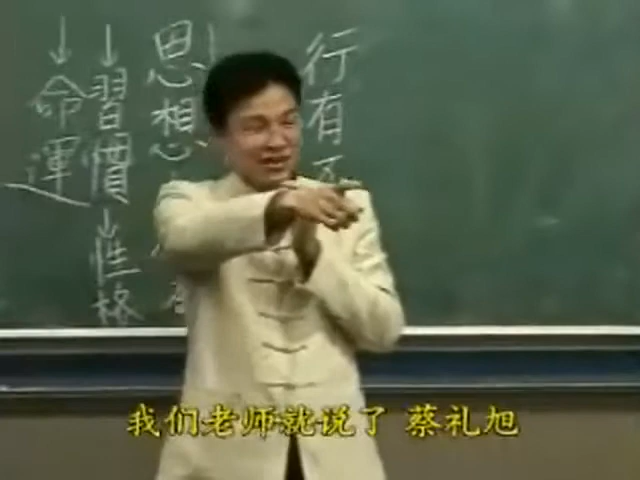 行有不
思想
習慣
性格
命運
我们老师就说了 蔡礼旭